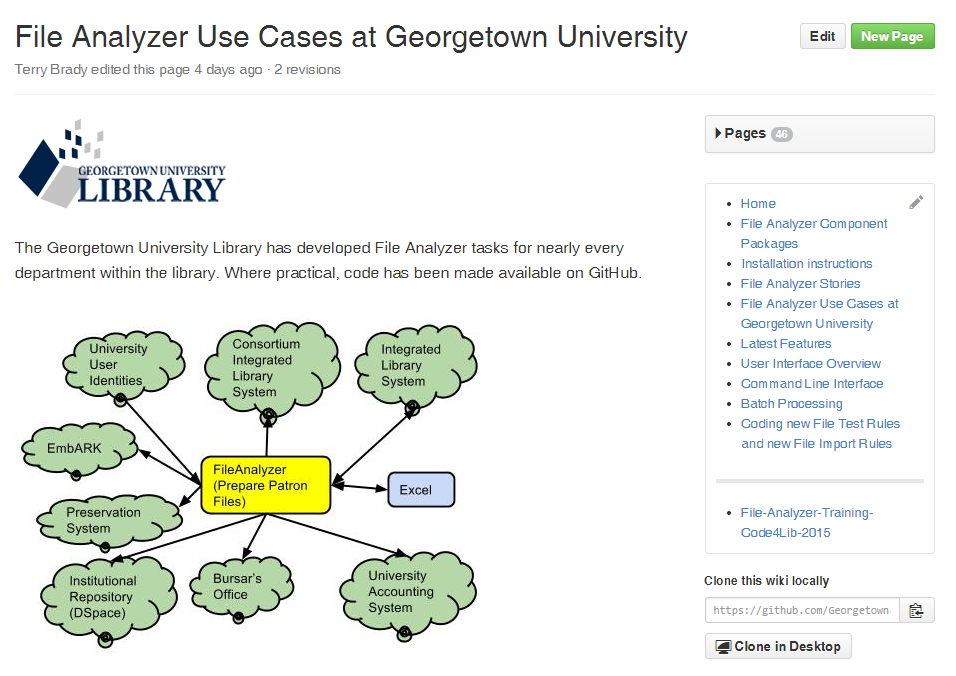 File Analyzer Use Cases at Georgetown University
Edit
New Page
Terry Brady edited this page 4 days ago · 2 revisions
GEORGETOWN UNIVERSITY
LIBRARY
The Georgetown University Library has developed File Analyzer tasks for nearly every
department within the library. Where practical, code has been made available on GitHub.
University
User
Identities
Consortium
Integrated
Library
System
Integrated
Library
System
EmbARK
FileAnalyzer
(Prepare Patron
Files)
Excel
Preservation
System
Institutional
Repository
(DSpace)
Bursar's
Office
University
Accounting
System
Pages 46
Home
File Analyzer Component
Packages
Installation instructions
File Analyzer Stories
File Analyzer Use Cases at
Georgetown University
Latest Features
User Interface Overview
Command Line Interface
Batch Processing
Coding new File Test Rules
and new File Import Rules
File-Analyzer-Training-
Code4Lib-2015
Clone this wiki locally
https://github.com/Georgetown
Clone in Desktop